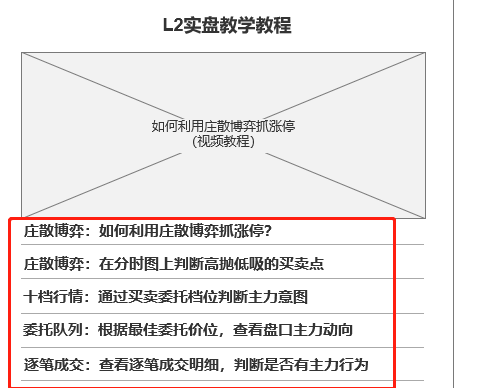 L2实盘教学教程
如何利用庄散博弈抓涨停
(视频教程)
庄散博弈：如何利用庄散博弈抓涨停?
庄散博弈：在分时图上判断高抛低吸的买卖点
十档行情：通过买卖委托档位判断主力意图
委托队列：根据最佳委托价位，查看盘口主力动向
逐笔成交：查看逐笔成交明细，判断是否有主力行为